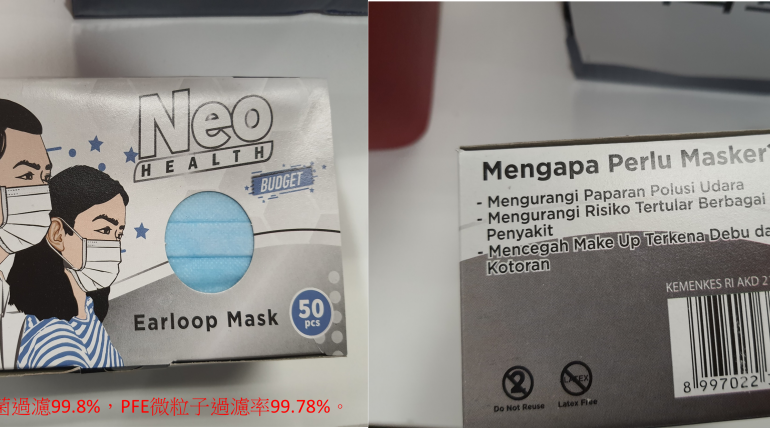 Neo
HEALTH
BUDGET
Earloop Mask
50
pcs
菌過濾99.8%，PFE微粒子過濾率99.78%。
Mengapa Perlu Masker
- Mengurangi Paparan Polusi Udara
- Mengurangi Risiko Tertular Berbagai
Penyakit
- Mencegah Make Up Terkena Debu
Kotoran
KEMENKES RI AKD
8 997022
LATEX
Do Not Reuse
Latex Free